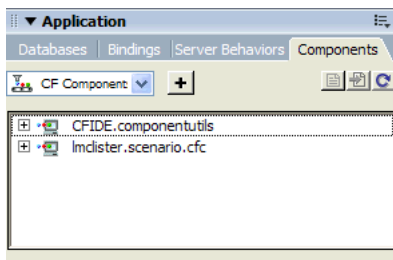 Application
Databases Bindings Server Behaviors Components
CF Component +
CFIDE.componentutils
lmclister.scenario.cfc